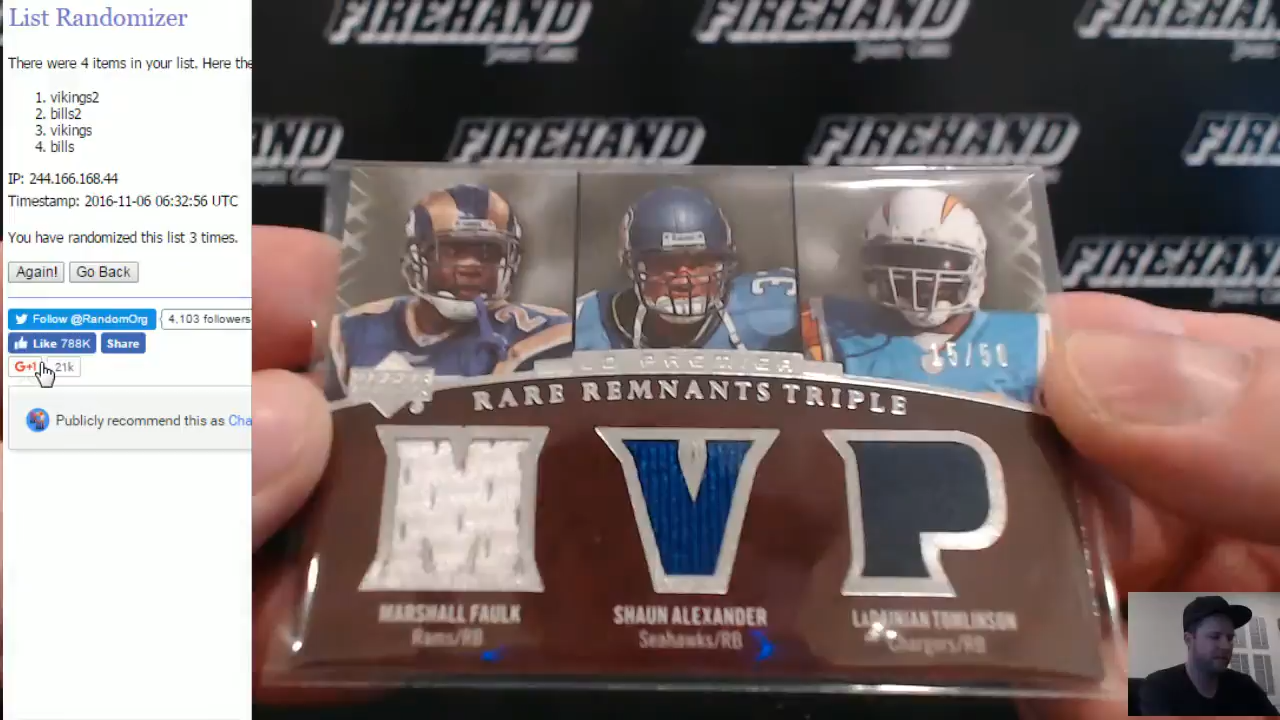 List Randomizer
There were 4 items in your list. Here the
1. vikings2
2. bills2
3. vikings
4. bills
IP: 244.166.168.44
Timestamp: 2016-11-06 06:32:56 UTC
You have randomized this list 3 times.
Again! Go Back
Follow @RandomOrg 4,103 followers
Like 788K Share
G+1 21k
Publicly recommend this as Cha
FIREHAND
FIREHAND
FIREHAND
FIREHAND
FIREHAND
FIREHAND
15/50
UD PREMIER
RARE REMNANTS TRIPLE
M V P
MARSHALL FAULK
Rams/RB
SHAUN ALEXANDER
Seahawks/RB
LaDAINIAN TOMLINSON
Chargers/RB